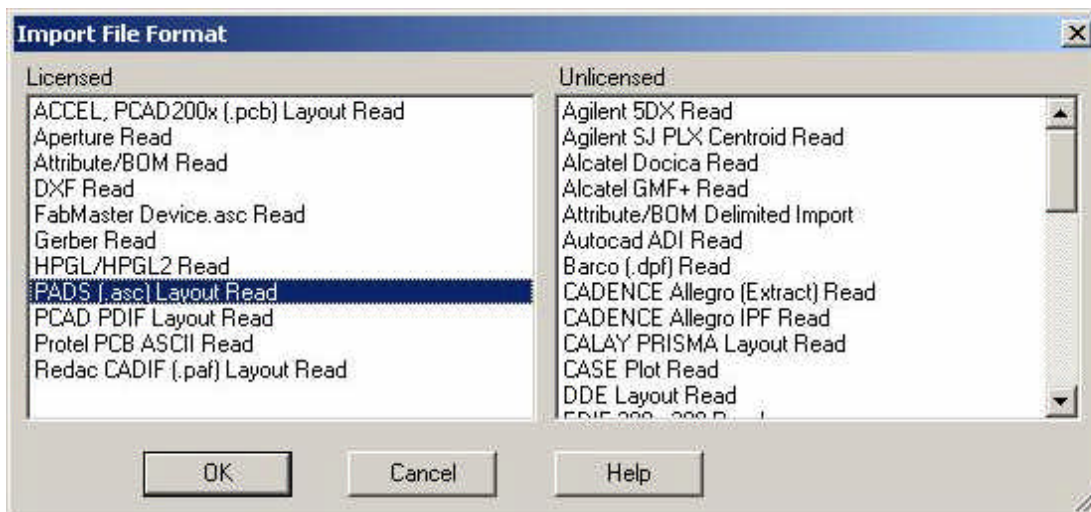 Import File Format
Licensed
ACCEL, PCAD200x (.pcb) Layout Read
Aperture Read
Attribute/BOM Read
DXF Read
FabMaster Device.asc Read
Gerber Read
HPGL/HPGL2 Read
PADS (.asc) Layout Read
PCAD PDIF Layout Read
Protel PCB ASCII Read
Redac CADIF (.paf) Layout Read
Unlicensed
Agilent 5DX Read
Agilent SJ PLX Centroid Read
Alcatel Docica Read
Alcatel GMF+ Read
Attribute/BOM Delimited Import
Autocad ADI Read
Barco (.dpf) Read
CADENCE Allegro (Extract) Read
CADENCE Allegro IPF Read
CALAY PRISMA Layout Read
CASE Plot Read
DDE Layout Read
OK
Cancel
Help